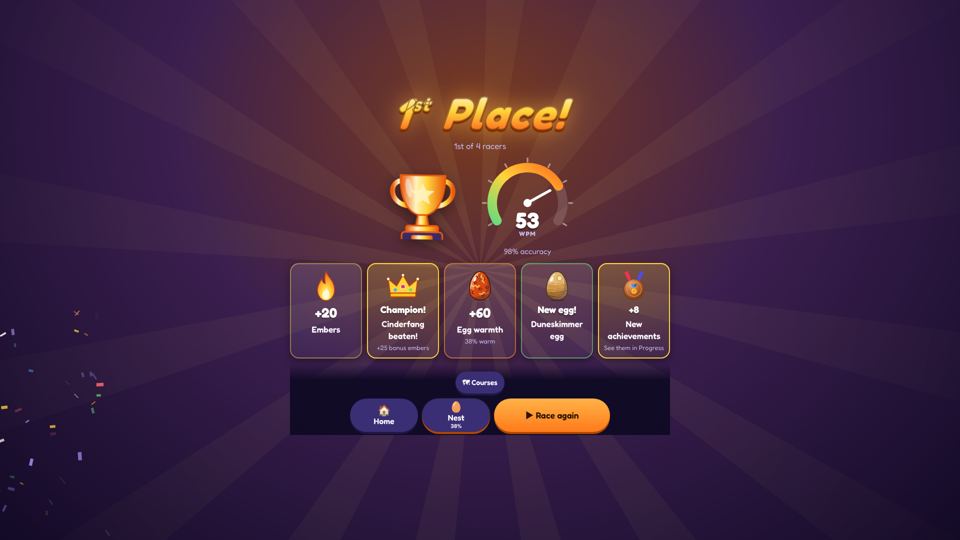 1st Place!
1st of 4 racers
53
WPM
98% accuracy
+20
Embers
Champion!
Cinderfang
beaten!
+25 bonus embers
+60
Egg warmth
38% warm
New egg!
Duneskimmer
egg
+8
New
achievements
See them in Progress
Courses
Home
Nest
38%
Race again